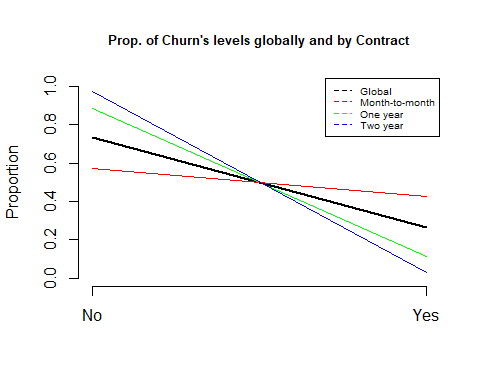 Prop. of Churn's levels globally and by Contract
Global
Month-to-month
One year
Two year
Proportion
1.0
0.8
0.6
0.4
0.2
0.0
No
Yes